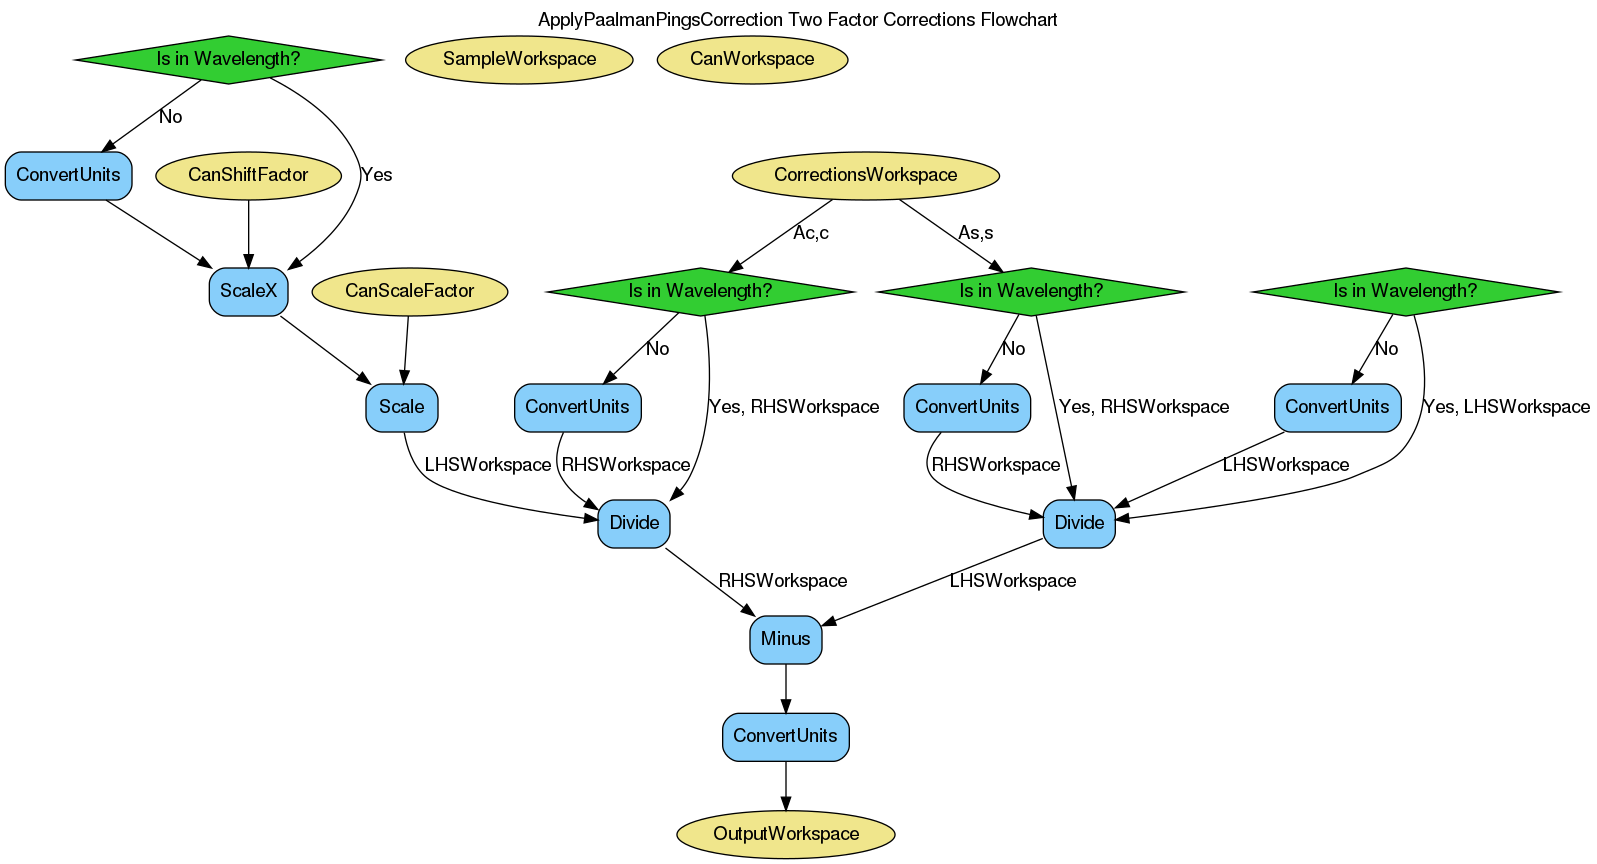 ApplyPaalmanPingsCorrection Two Factor Corrections Flowchart
Is in Wavelength?
SampleWorkspace
CanWorkspace
No
ConvertUnits
CanShiftFactor
Yes
CorrectionsWorkspace
Ac,c
As,s
ScaleX
CanScaleFactor
Is in Wavelength?
Is in Wavelength?
Is in Wavelength?
No
No
No
Scale
ConvertUnits
Yes, RHSWorkspace
ConvertUnits
Yes, RHSWorkspace
ConvertUnits
Yes, LHSWorkspace
LHSWorkspace
RHSWorkspace
RHSWorkspace
LHSWorkspace
Divide
Divide
RHSWorkspace
LHSWorkspace
Minus
ConvertUnits
OutputWorkspace